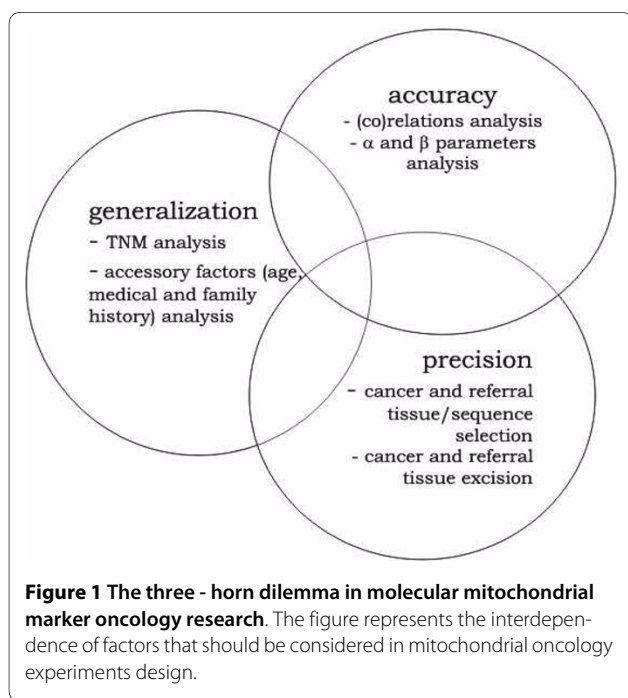 accuracy
- (co)relations analysis
- α and β parameters
analysis
generalization
- TNM analysis
- accessory factors (age,
medical and family
history) analysis
precision
- cancer and referral
tissue/sequence
selection
- cancer and referral
tissue excision
Figure 1 The three - horn dilemma in molecular mitochondrial
marker oncology research. The figure represents the interdepen-
dence of factors that should be considered in mitochondrial oncology
experiments design.